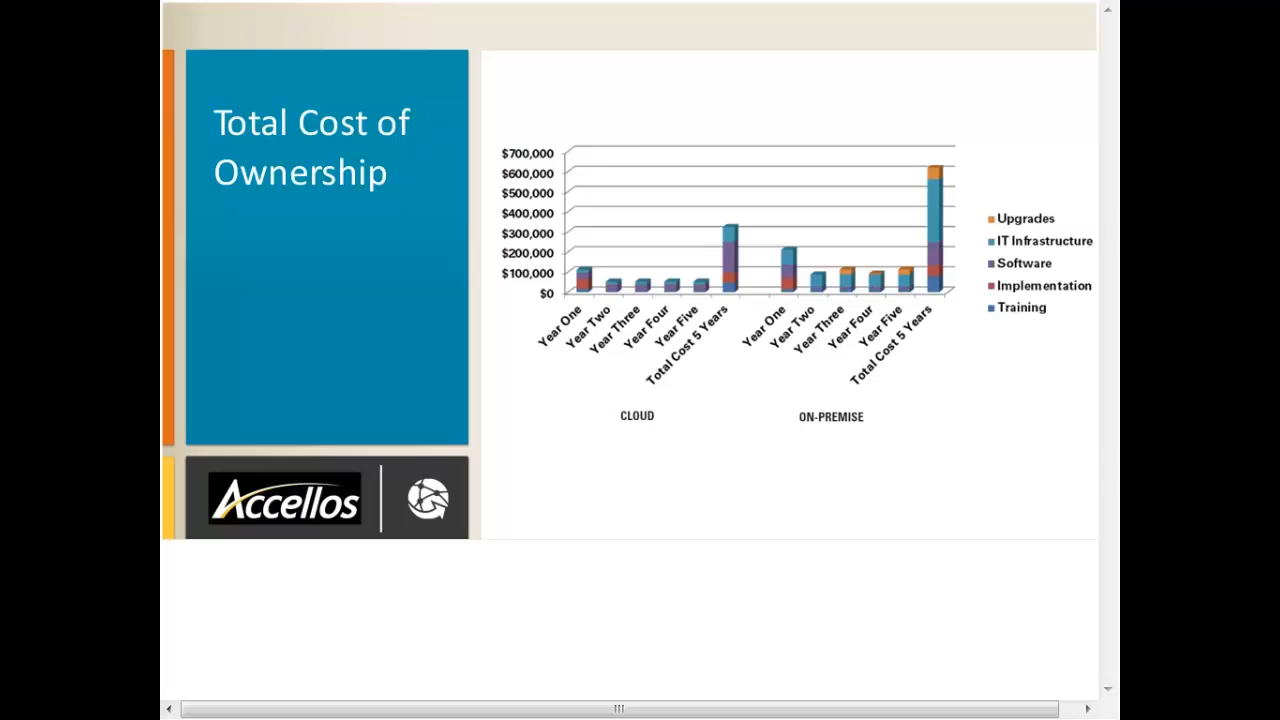 Total Cost of
Ownership
$700,000
$600,000
$500,000
$400,000
$300,000
$200,000
$100,000
$0
Year One
Year Two
Year Three
Year Four
Year Five
Total Cost 5 Years
Year One
Year Two
Year Three
Year Four
Year Five
Total Cost 5 Years
CLOUD
ON-PREMISE
Upgrades
IT Infrastructure
Software
Implementation
Training
Accellos